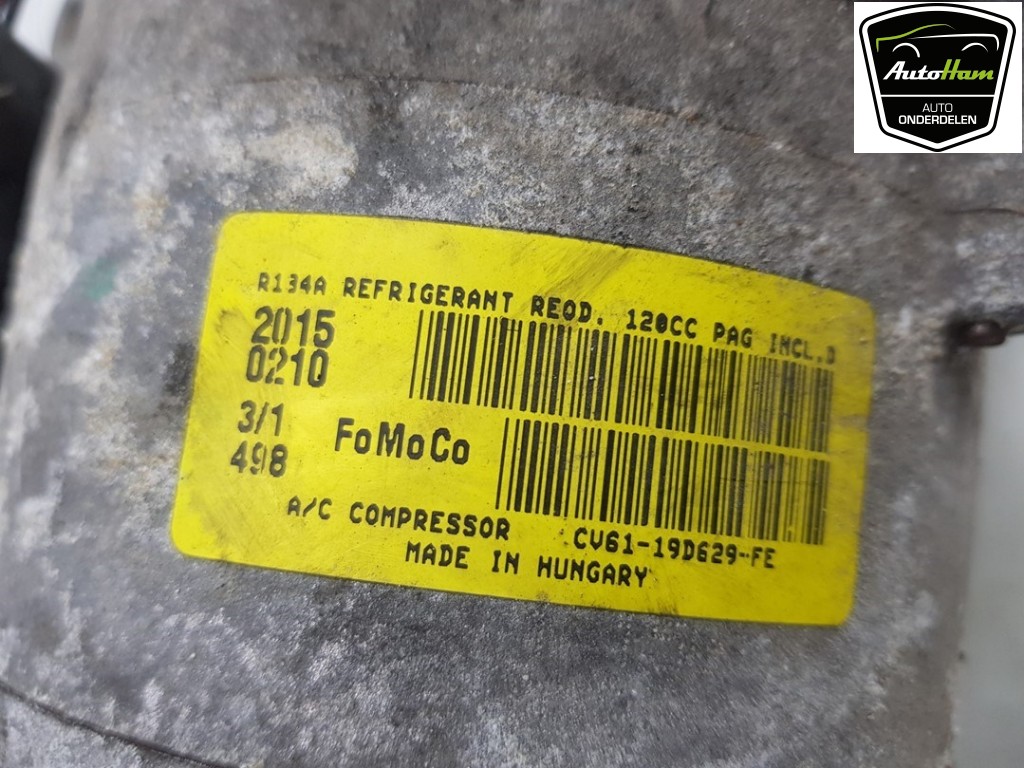 AutoHam
AUTO
ONDERDELEN
R134A REFRIGERANT REOD. 120CC PAG INCL.D
2015
0210
3/1
498
FoMoCo
A/C COMPRESSOR CV61-19D629-FE
MADE IN HUNGARY